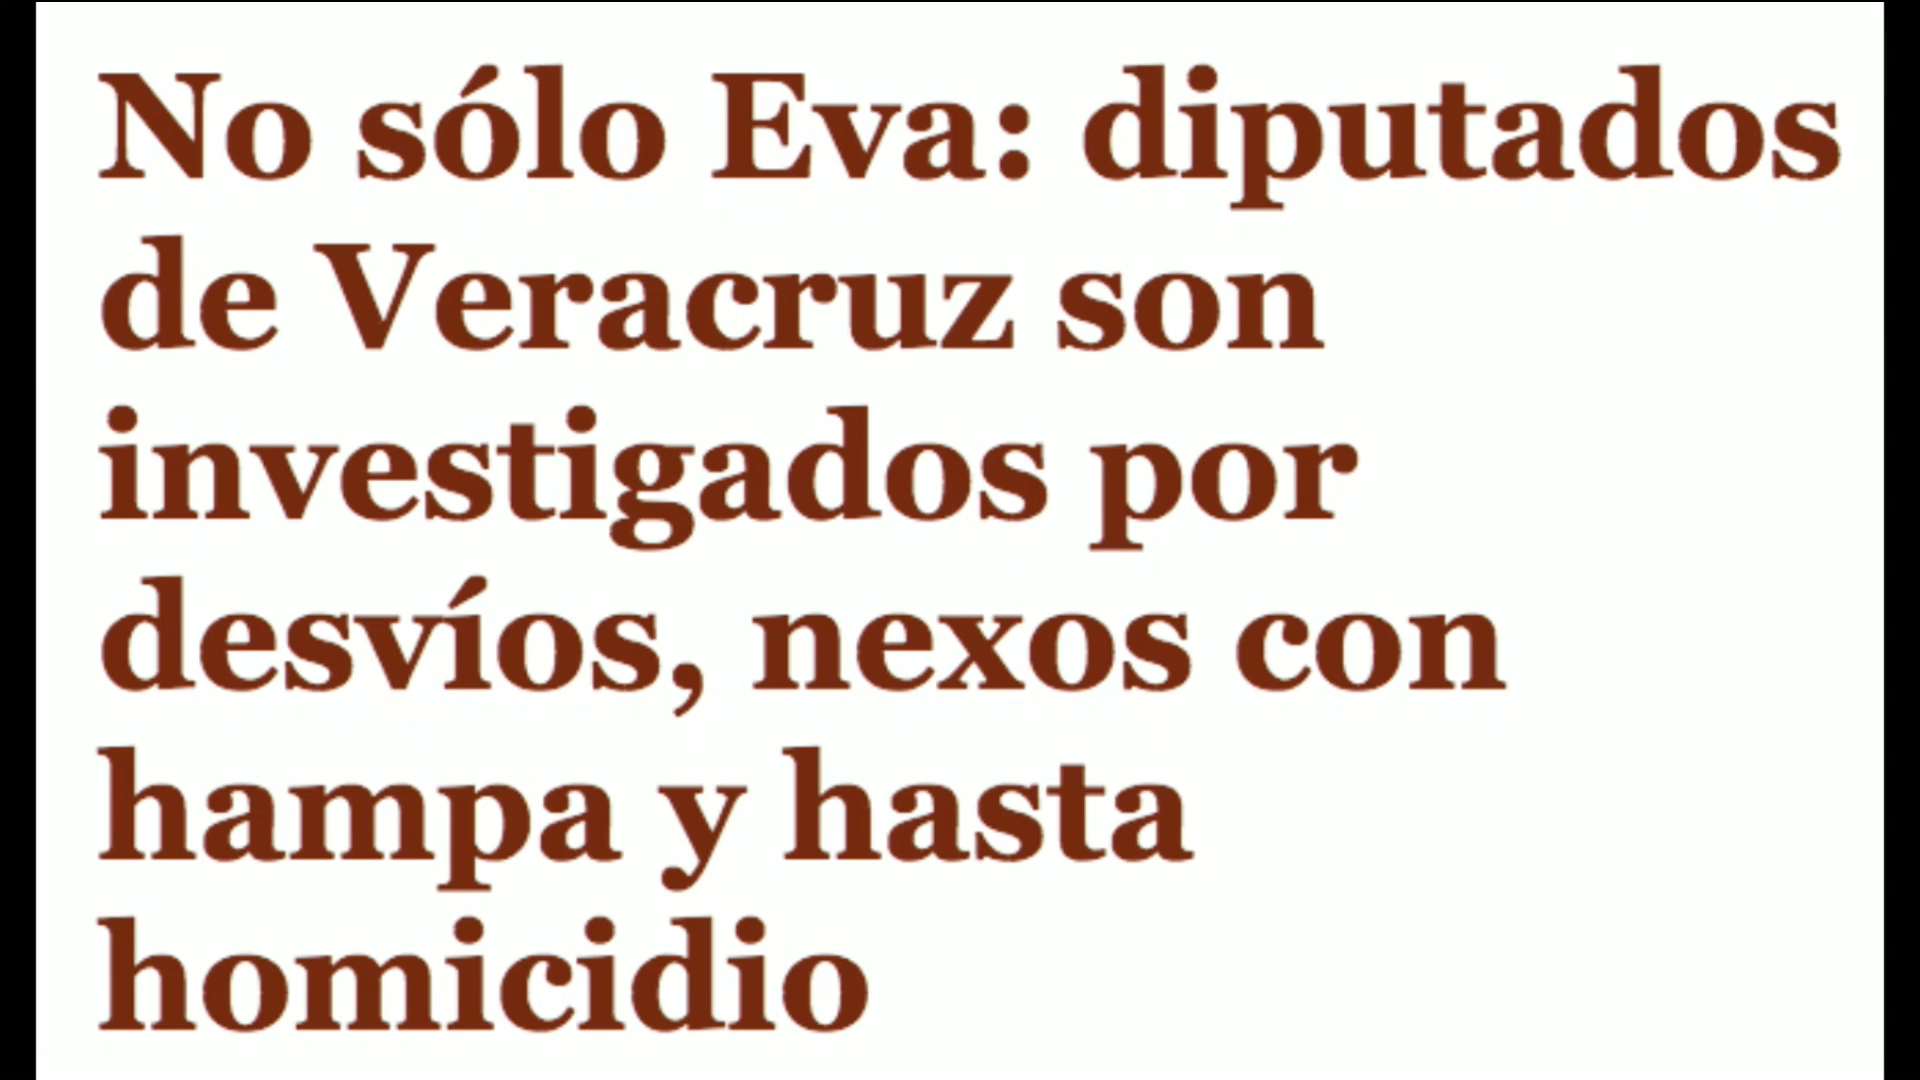 No sólo Eva: diputados
de Veracruz son
investigados por
desvíos, nexos con
hampa y hasta
homicidio